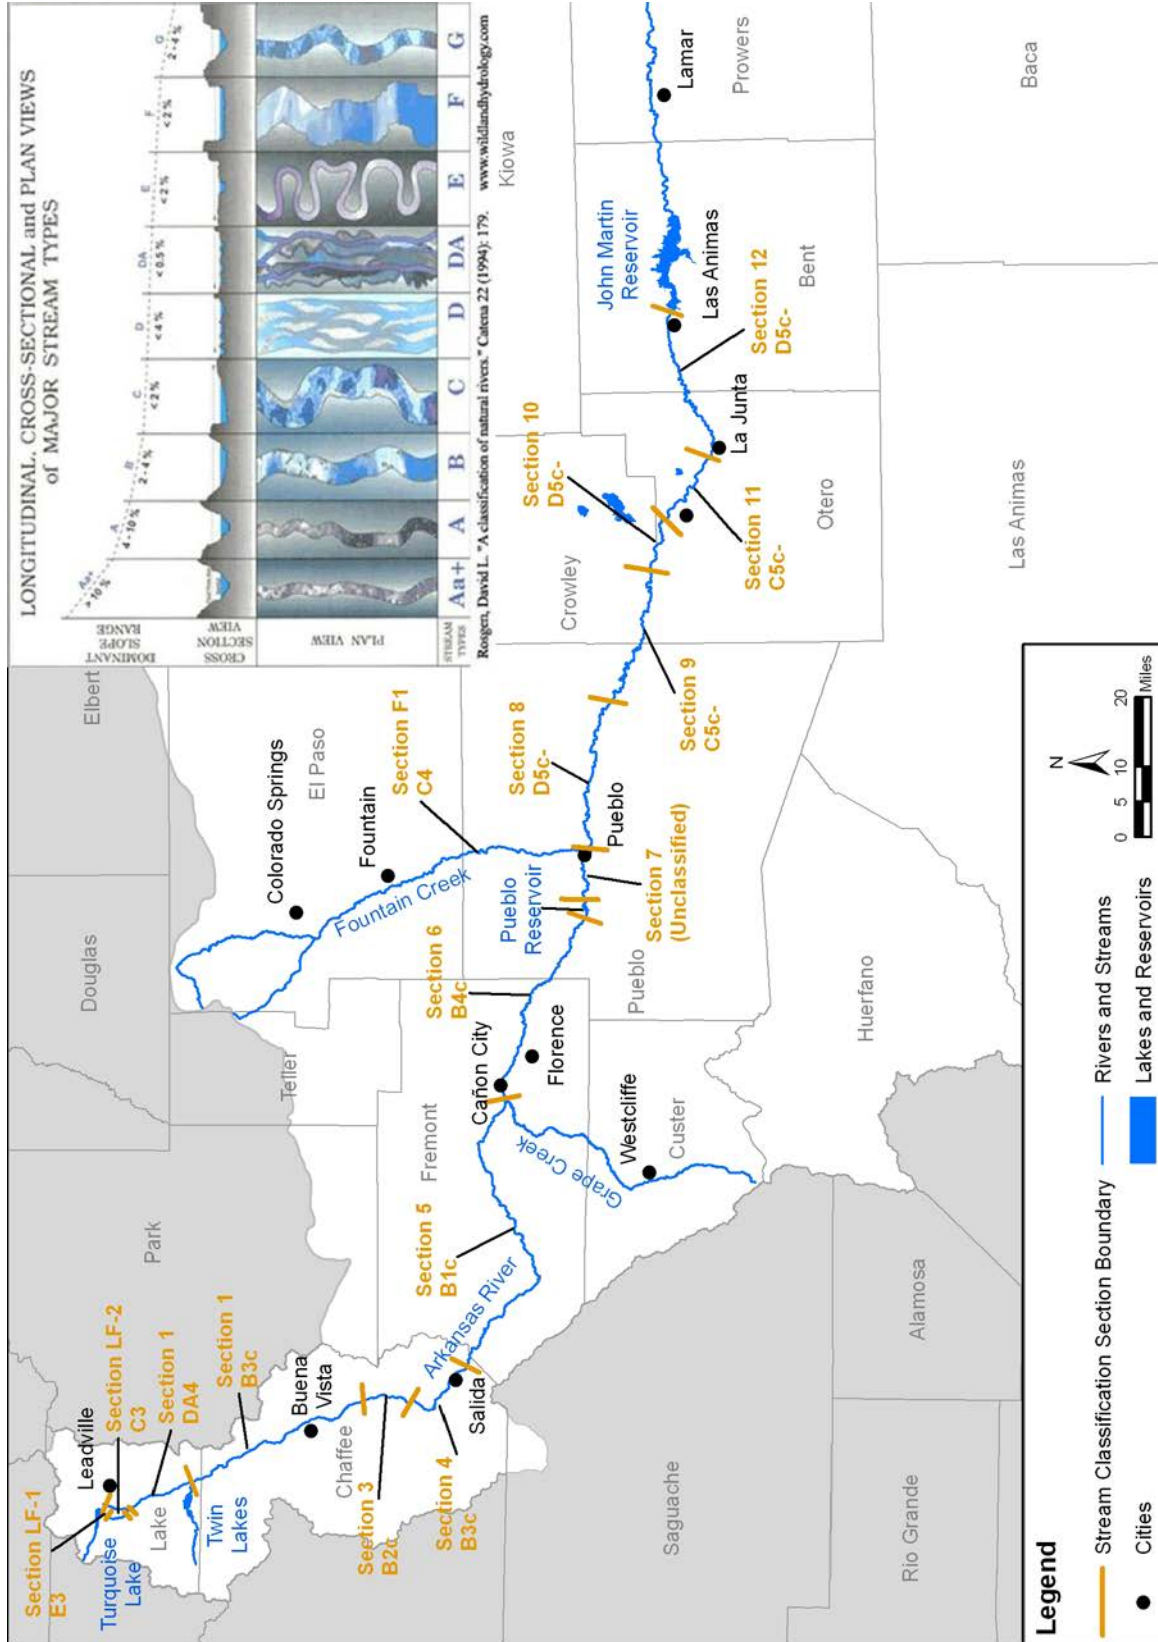 LONGITUDINAL, CROSS-SECTIONAL and PLAN VIEWS
of MAJOR STREAM TYPES
DOMINANT
SLOPE
RANGE
Aa+
>10%
A
4-10%
B
2-4%
C
<2%
D
<4%
DA
<0.5%
E
<2%
F
<2%
G
2-4%
CROSS
SECTION
VIEW
PLAN VIEW
STREAM
TYPES
Aa+ A B C D DA E F G
Rosgen, David L. "A classification of natural rivers." Catena 22 (1994): 179. www.wildlandhydrology.com
Section LF-1
E3
Leadville
Section LF-2
C3
Section 1
DA4
Section 1
B3c
Turquoise
Lake
Lake
Twin
Lakes
Park
Buena
Vista
Chaffee
Section 3
B2c
Section 4
B3c
Salida
Arkansas River
Section 5
B1c
Fremont
Teller
Douglas
Elbert
El Paso
Colorado Springs
Fountain
Fountain Creek
Section F1
C4
Cañon City
Florence
Section 6
B4c
Grape Creek
Westcliffe
Custer
Pueblo
Reservoir
Section 7
(Unclassified)
Pueblo
Pueblo
Section 8
D5c-
Section 9
C5c-
Crowley
Section 10
D5c-
Section 11
C5c-
Otero
La Junta
Section 12
D5c-
Las Animas
John Martin
Reservoir
Bent
Kiowa
Lamar
Prowers
Baca
Las Animas
Huerfano
Saguache
Alamosa
Rio Grande
Legend
Stream Classification Section Boundary
Rivers and Streams
Cities
Lakes and Reservoirs
N
0 5 10 20
Miles